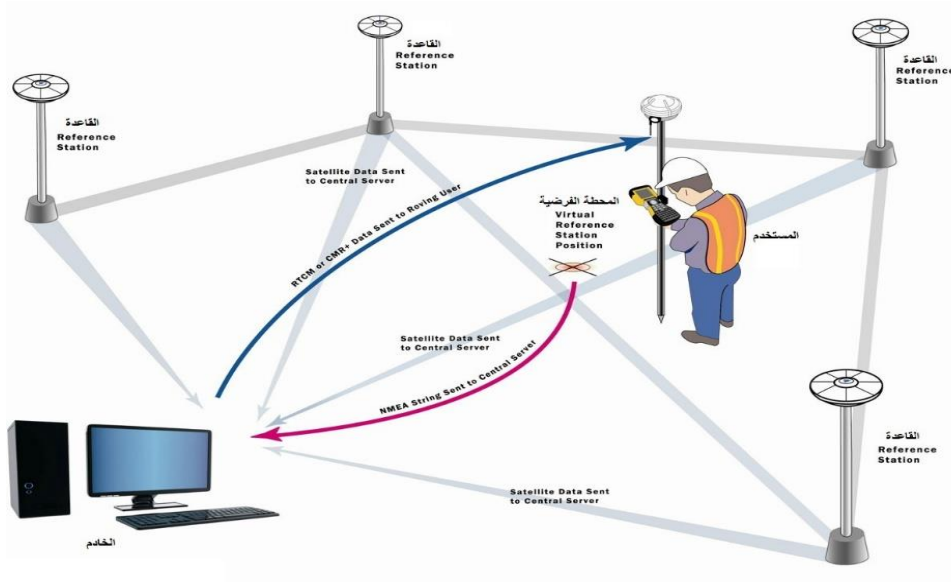 القاعدة
Reference
Station
القاعدة
Reference
Station
القاعدة
Reference
Station
Satellite Data Sent
to Central Server
RTCM or CMR+ Data Sent to Roving User
المحطة الفرضية
Virtual
Reference
Station
Position
المستخدم
Satellite Data Sent
to Central Server
NMEA String Sent to Central Server
القاعدة
Reference
Station
Satellite Data Sent
to Central Server
الخادم